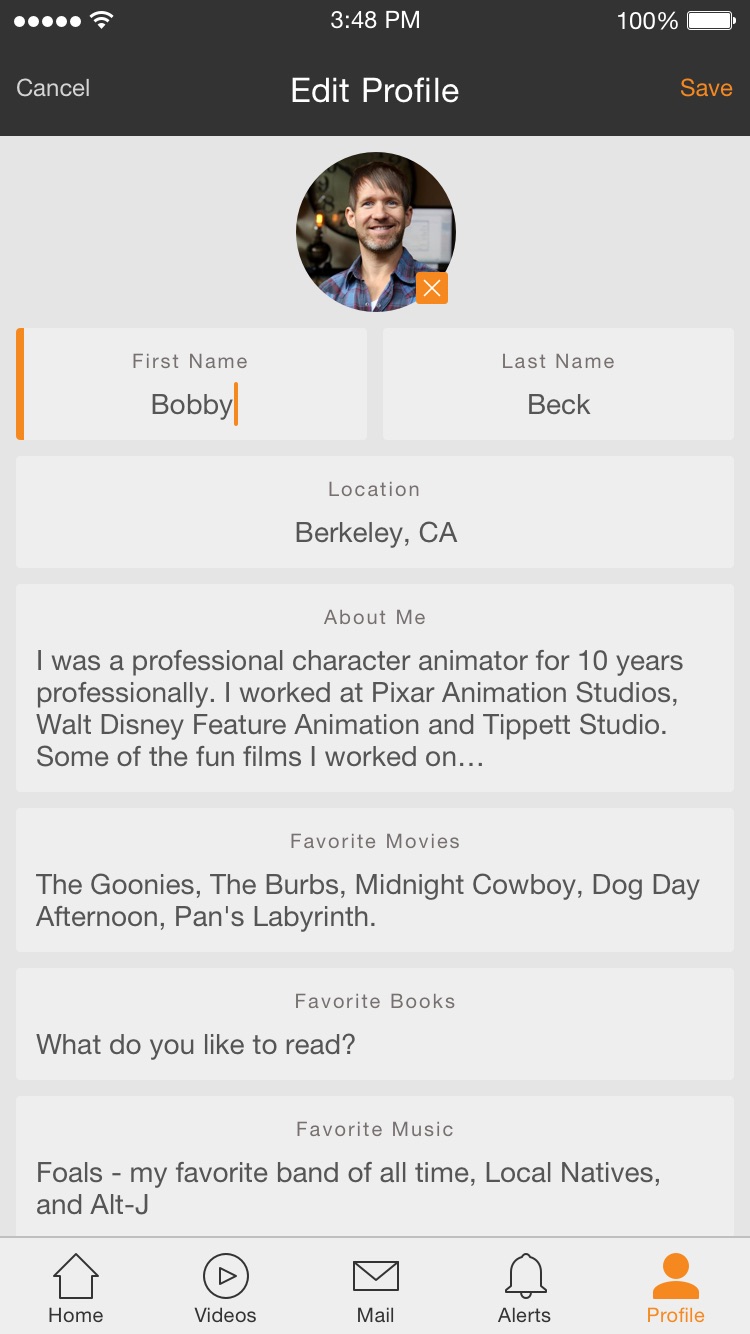 3:48 PM 100%
Cancel Edit Profile Save
First Name Last Name
Bobby Beck
Location
Berkeley, CA
About Me
I was a professional character animator for 10 years
professionally. I worked at Pixar Animation Studios,
Walt Disney Feature Animation and Tippett Studio.
Some of the fun films I worked on…
Favorite Movies
The Goonies, The Burbs, Midnight Cowboy, Dog Day
Afternoon, Pan's Labyrinth.
Favorite Books
What do you like to read?
Favorite Music
Foals - my favorite band of all time, Local Natives,
and Alt-J
Home Videos Mail Alerts Profile